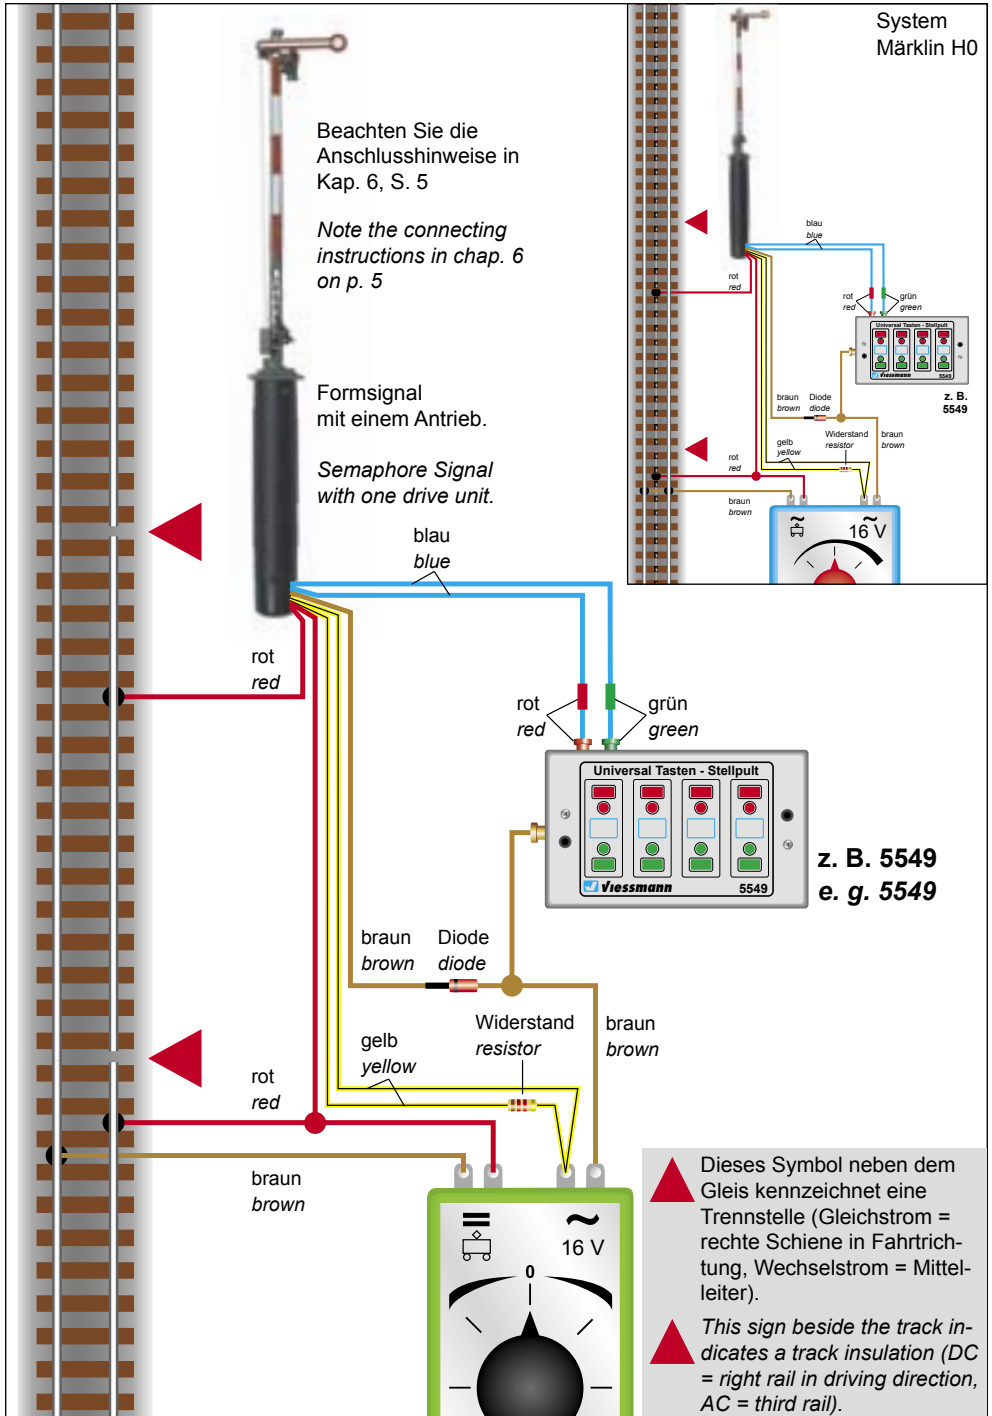 System
Märklin H0
Beachten Sie die
Anschlusshinweise in
Kap. 6, S. 5
Note the connecting
instructions in chap. 6
on p. 5
Formsignal
mit einem Antrieb.
Semaphore Signal
with one drive unit.
blau
blue
rot
red
rot
red
grün
green
Universal Tasten - Stellpult
Viessmann
5549
z. B. 5549
e. g. 5549
braun
brown
Diode
diode
Widerstand
resistor
braun
brown
gelb
yellow
rot
red
braun
brown
16 V
0
blau
blue
rot
red
rot
red
grün
green
Universal Tasten - Stellpult
Viessmann
5549
z. B.
5549
braun
brown
Diode
diode
Widerstand
resistor
braun
brown
gelb
yellow
rot
red
braun
brown
16 V
Dieses Symbol neben dem
Gleis kennzeichnet eine
Trennstelle (Gleichstrom =
rechte Schiene in Fahrtrich-
tung, Wechselstrom = Mittel-
leiter).
This sign beside the track in-
dicates a track insulation (DC
= right rail in driving direction,
AC = third rail).